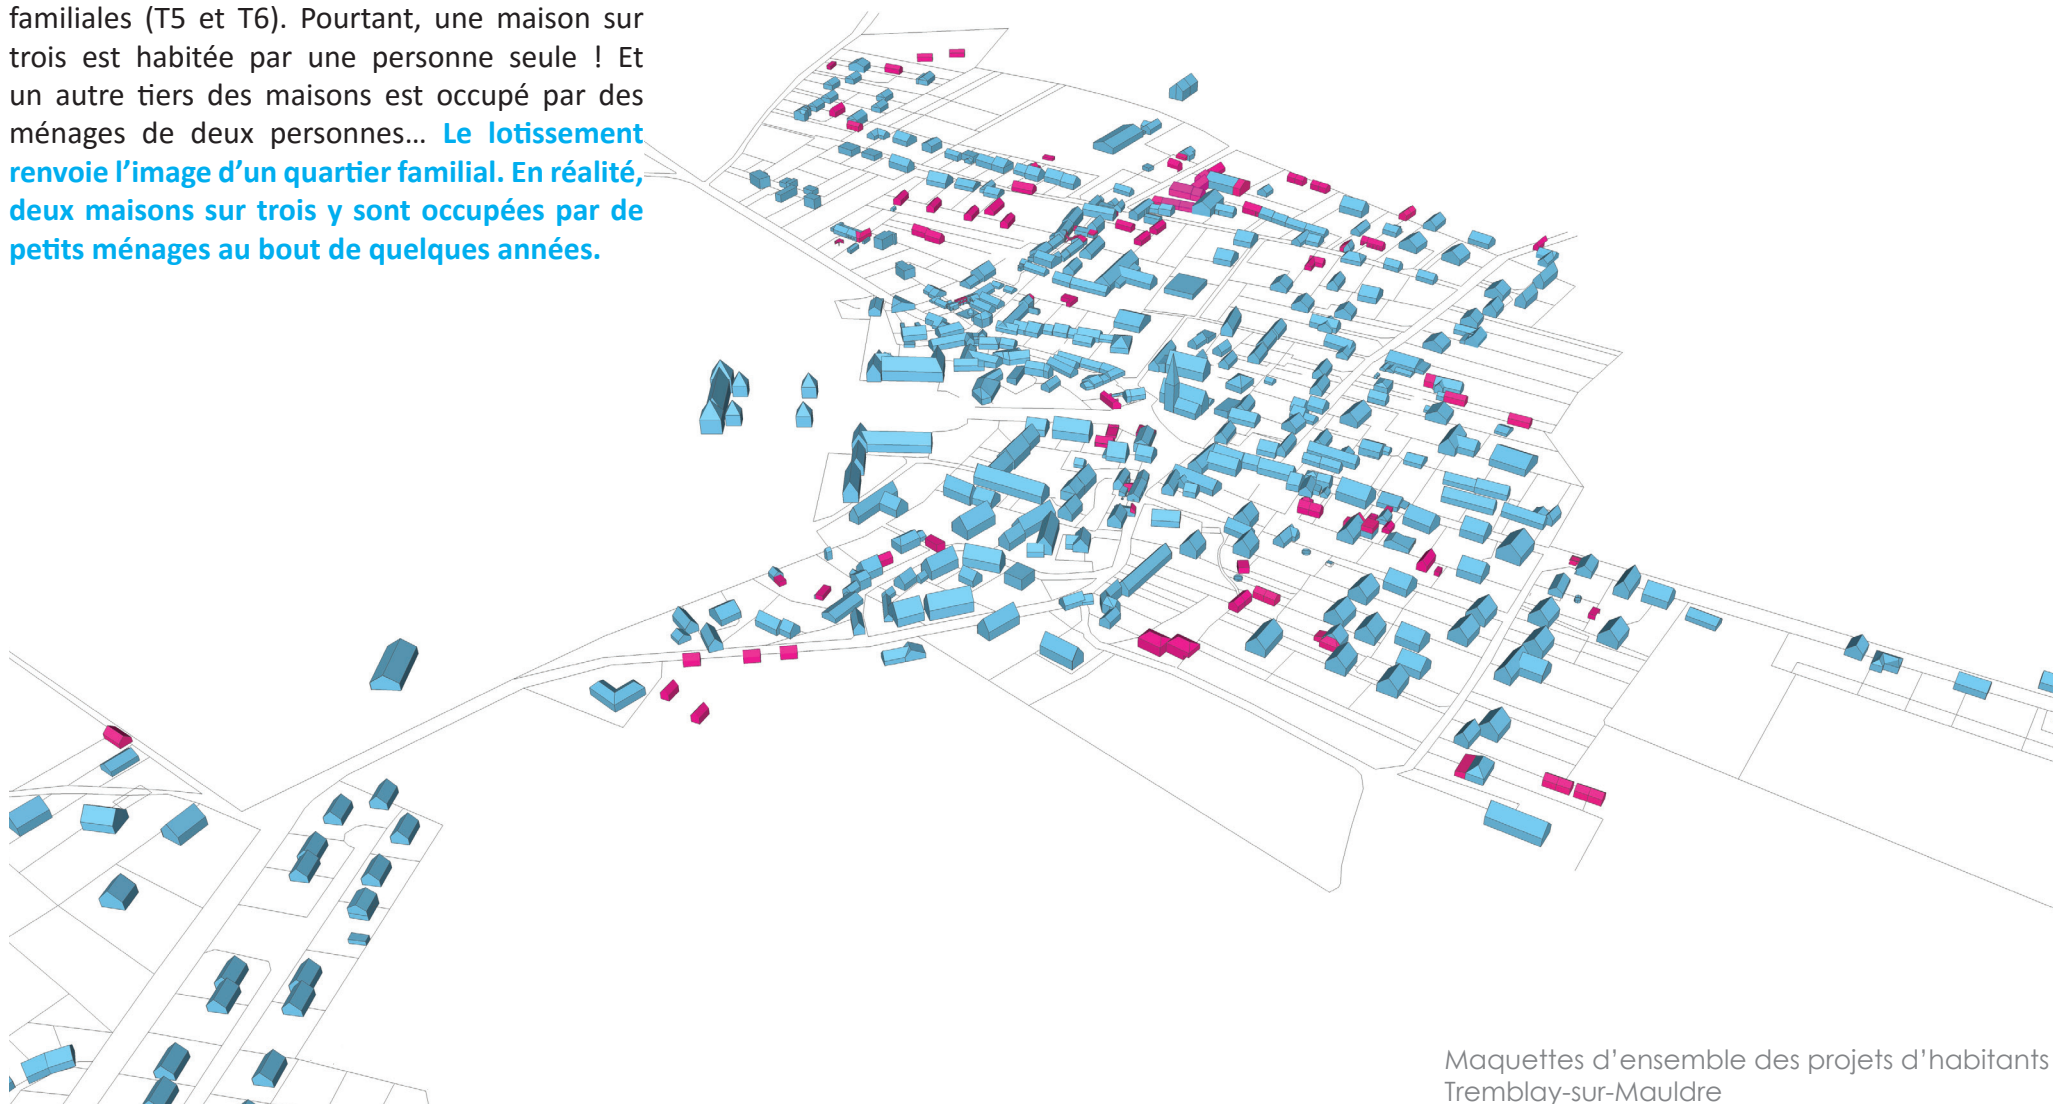 familiales (T5 et T6). Pourtant, une maison sur
trois est habitée par une personne seule ! Et
un autre tiers des maisons est occupé par des
ménages de deux personnes... Le lotissement
renvoie l’image d’un quartier familial. En réalité,
deux maisons sur trois y sont occupées par de
petits ménages au bout de quelques années.
Maquettes d’ensemble des projets d’habitants
Tremblay-sur-Mauldre